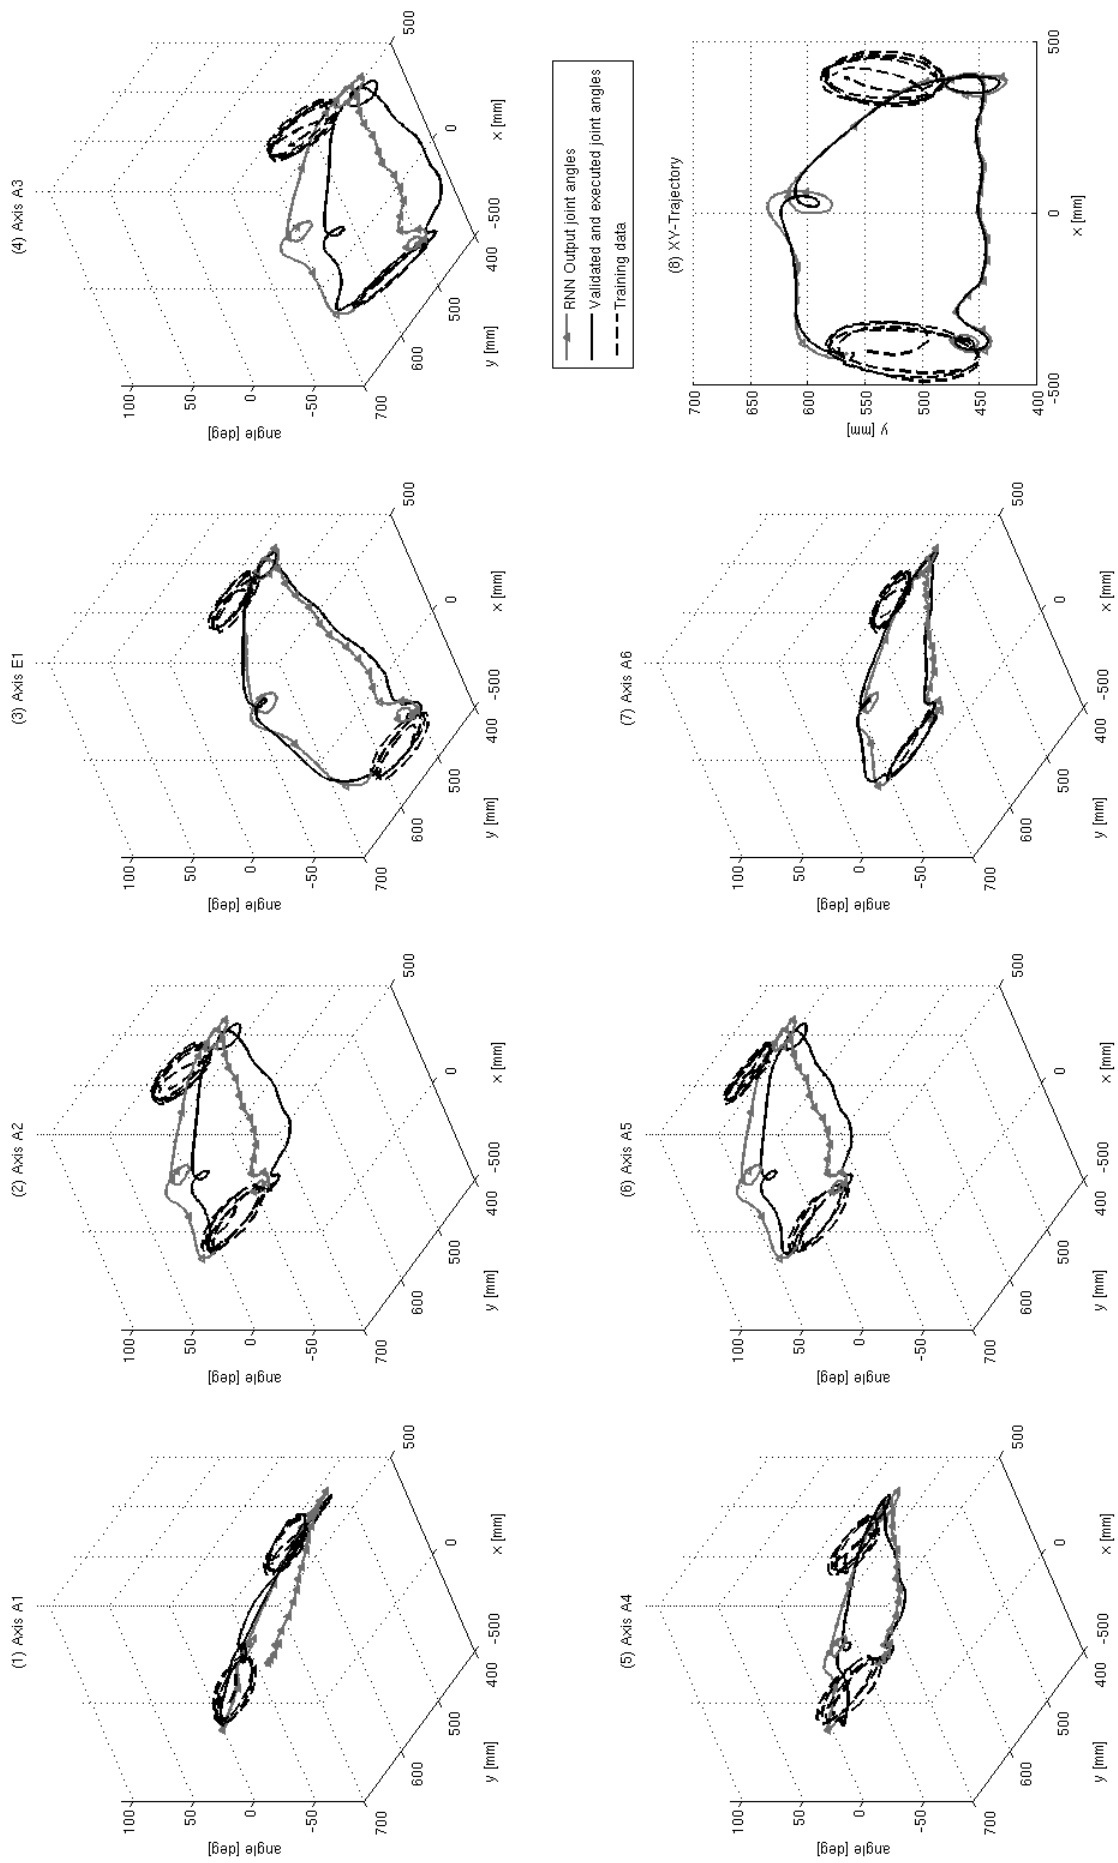 (1) Axis A1
100
50
0
-50
700
600
500
400
-500
0
500
angle [deg]
y [mm]
x [mm]
(2) Axis A2
100
50
0
-50
700
600
500
400
-500
0
500
angle [deg]
y [mm]
x [mm]
(3) Axis E1
100
50
0
-50
700
600
500
400
-500
0
500
angle [deg]
y [mm]
x [mm]
(4) Axis A3
100
50
0
-50
700
600
500
400
-500
0
500
angle [deg]
y [mm]
x [mm]
(5) Axis A4
100
50
0
-50
700
600
500
400
-500
0
500
angle [deg]
y [mm]
x [mm]
(6) Axis A5
100
50
0
-50
700
600
500
400
-500
0
500
angle [deg]
y [mm]
x [mm]
(7) Axis A6
100
50
0
-50
700
600
500
400
-500
0
500
angle [deg]
y [mm]
x [mm]
RNN Output joint angles
Validated and executed joint angles
Training data
(8) XY-Trajectory
700
650
600
550
500
450
400
-500
0
500
y [mm]
x [mm]